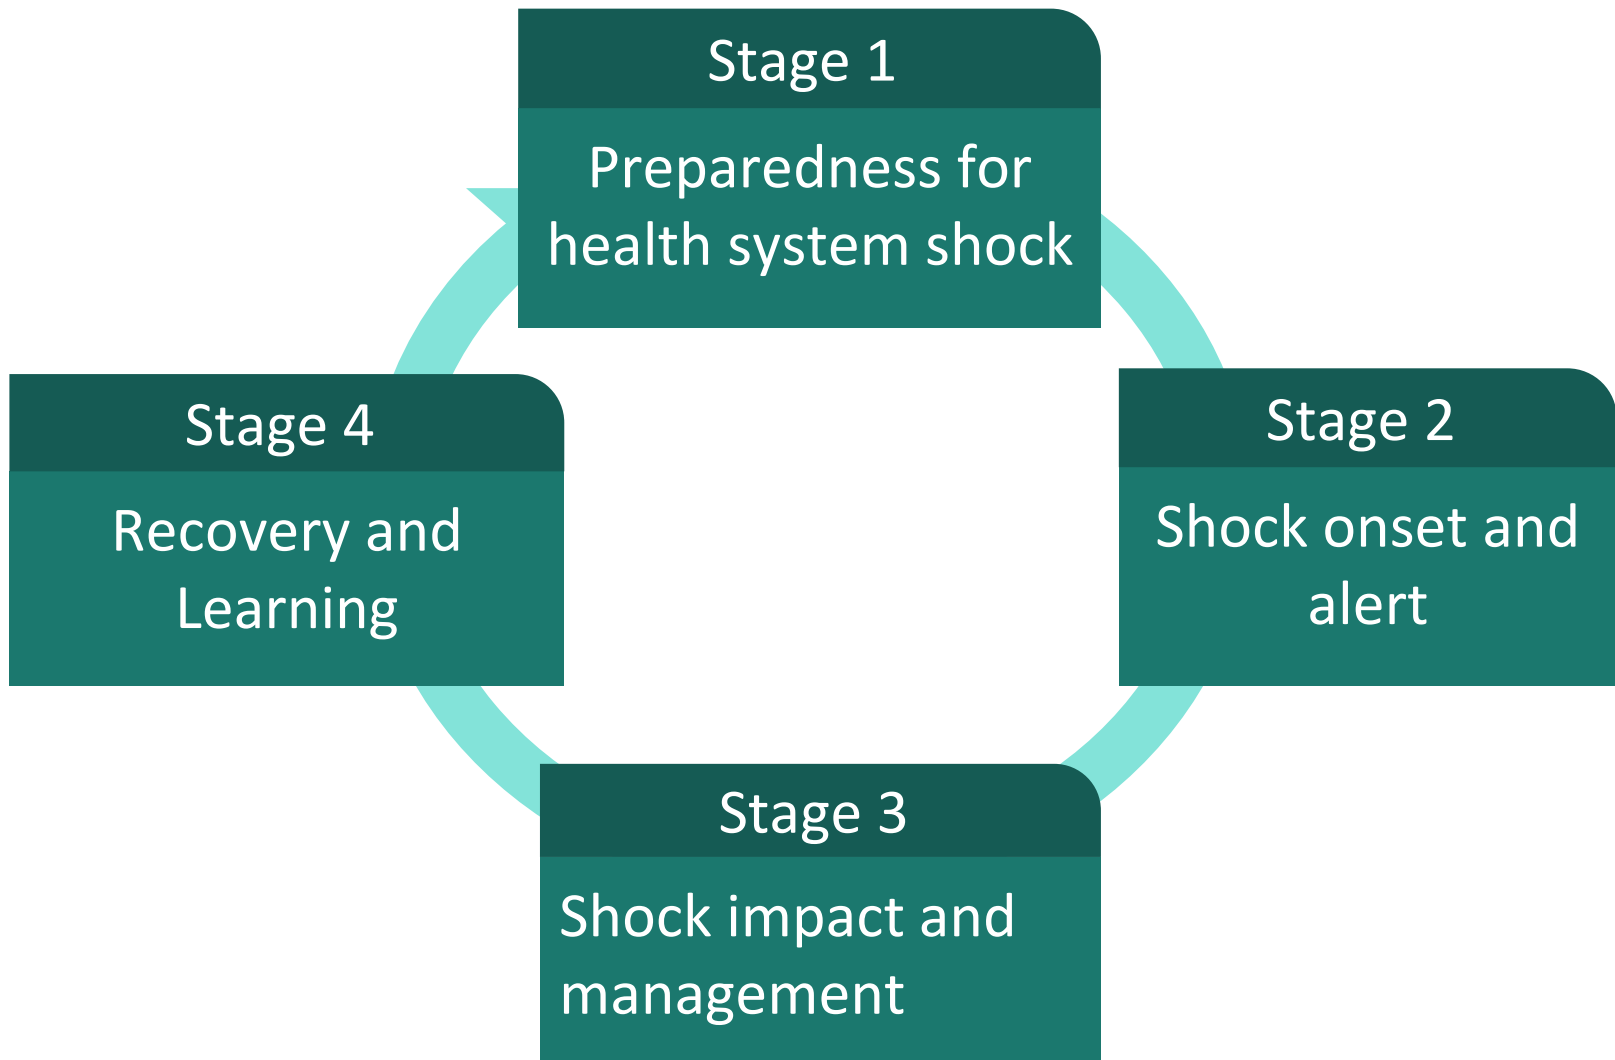 Stage 1
Preparedness for
health system shock
Stage 2
Shock onset and
alert
Stage 3
Shock impact and
management
Stage 4
Recovery and
Learning